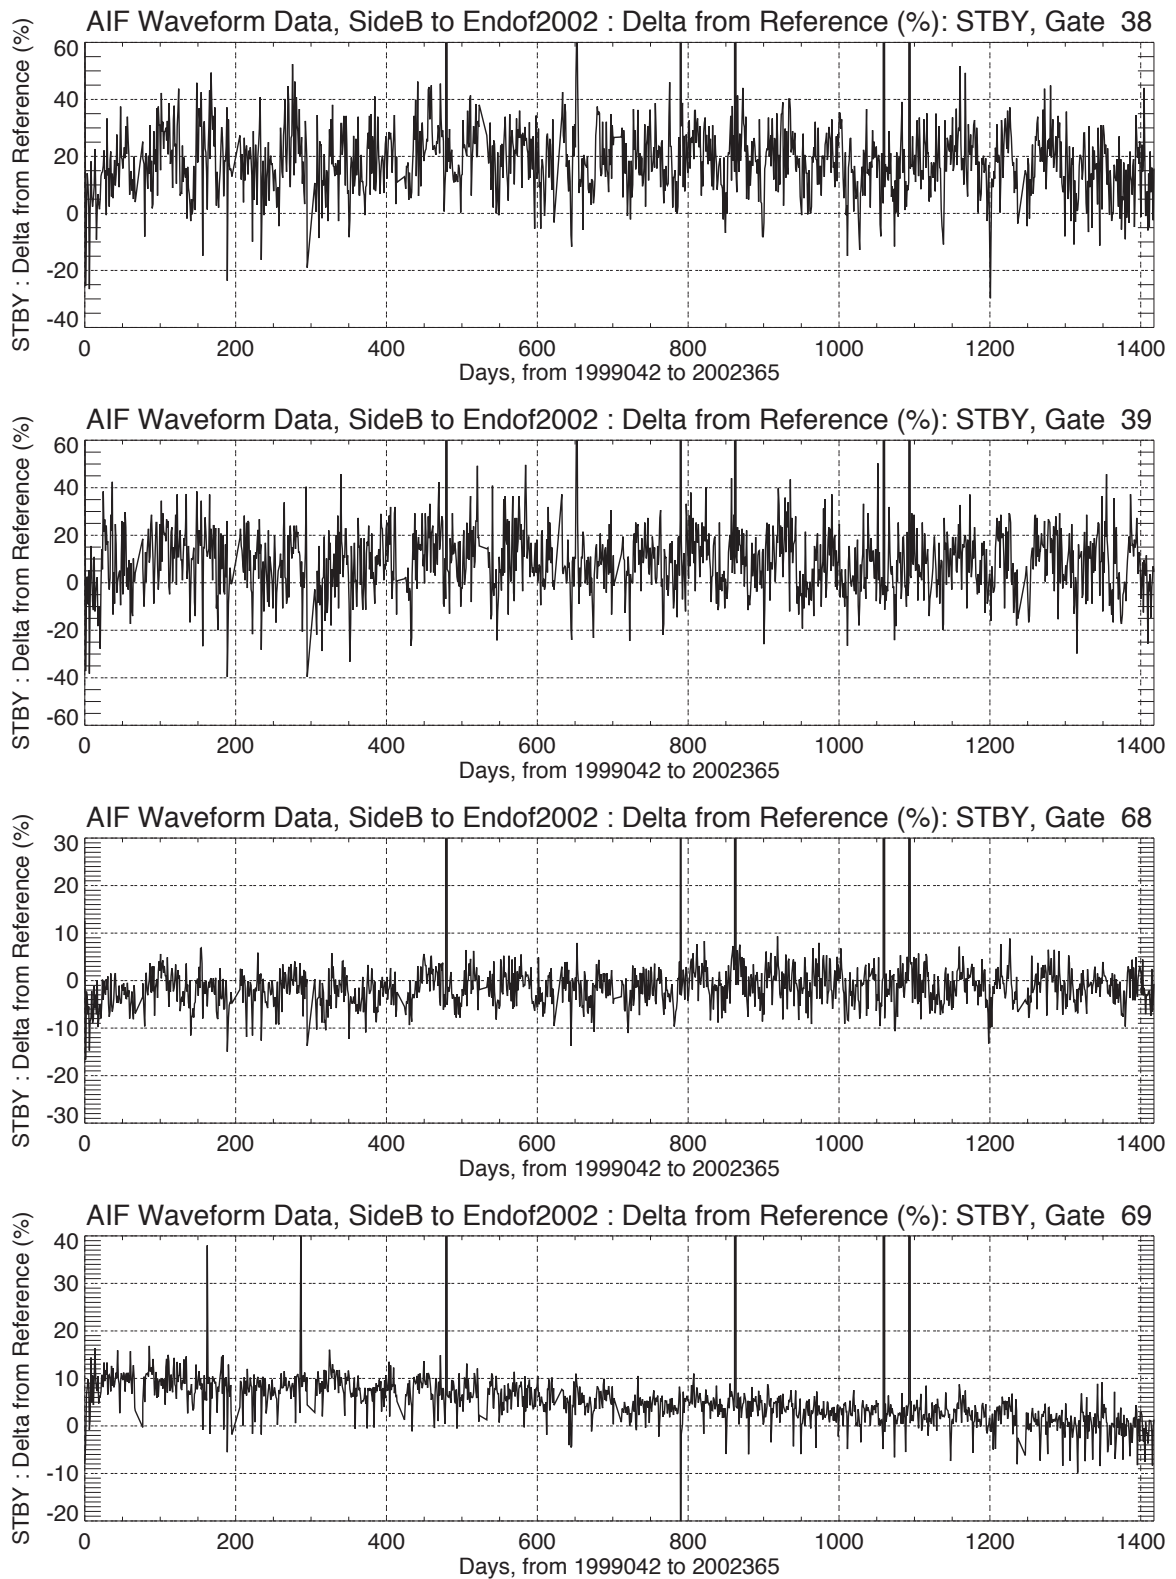 AIF Waveform Data, SideB to Endof2002 : Delta from Reference (%): STBY, Gate 38
STBY : Delta from Reference (%)
60
40
20
0
-20
-40
0 200 400 600 800 1000 1200 1400
Days, from 1999042 to 2002365
AIF Waveform Data, SideB to Endof2002 : Delta from Reference (%): STBY, Gate 39
STBY : Delta from Reference (%)
60
40
20
0
-20
-40
-60
0 200 400 600 800 1000 1200 1400
Days, from 1999042 to 2002365
AIF Waveform Data, SideB to Endof2002 : Delta from Reference (%): STBY, Gate 68
STBY : Delta from Reference (%)
30
20
10
0
-10
-20
-30
0 200 400 600 800 1000 1200 1400
Days, from 1999042 to 2002365
AIF Waveform Data, SideB to Endof2002 : Delta from Reference (%): STBY, Gate 69
STBY : Delta from Reference (%)
40
30
20
10
0
-10
-20
0 200 400 600 800 1000 1200 1400
Days, from 1999042 to 2002365